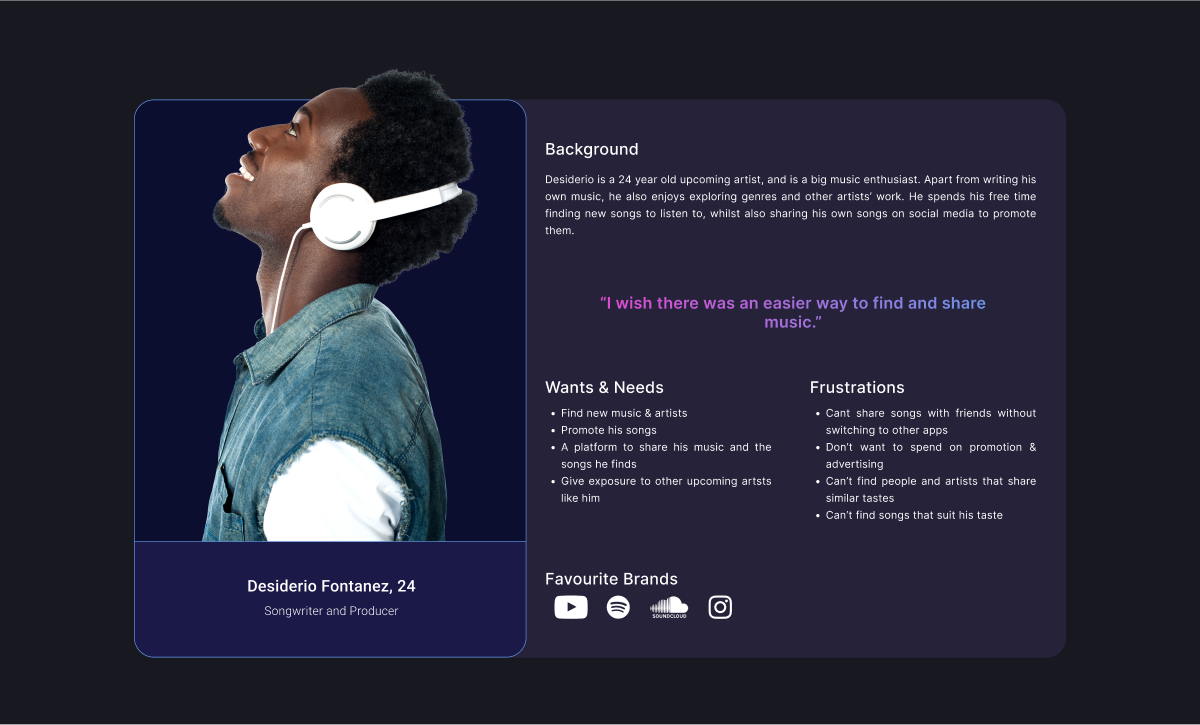 Background
Desiderio is a 24 year old upcoming artist, and is a big music enthusiast. Apart from writing his
own music, he also enjoys exploring genres and other artists’ work. He spends his free time
finding new songs to listen to, whilst also sharing his own songs on social media to promote
them.
“I wish there was an easier way to find and share
music.”
Wants & Needs
• Find new music & artists
• Promote his songs
• A platform to share his music and the
songs he finds
• Give exposure to other upcoming artsts
like him
Frustrations
• Cant share songs with friends without
switching to other apps
• Don’t want to spend on promotion &
advertising
• Can’t find people and artists that share
similar tastes
• Can’t find songs that suit his taste
Favourite Brands
SOUNDCLOUD
Desiderio Fontanez, 24
Songwriter and Producer